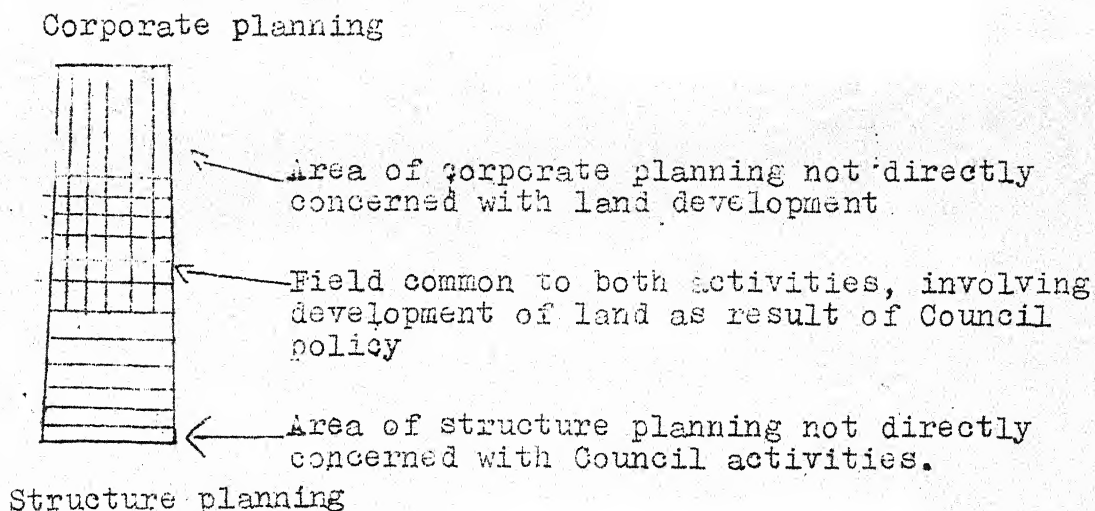 Corporate planning
Area of corporate planning not directly
concerned with land development
Field common to both activities, involving
development of land as result of Council
policy
Area of structure planning not directly
concerned with Council activities.
Structure planning